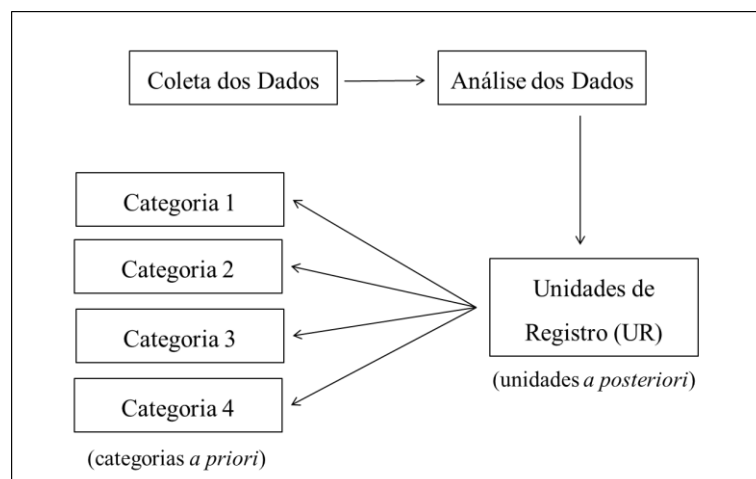 Coleta dos Dados
Análise dos Dados
Categoria 1
Categoria 2
Categoria 3
Categoria 4
(categorias a priori)
Unidades de
Registro (UR)
(unidades a posteriori)